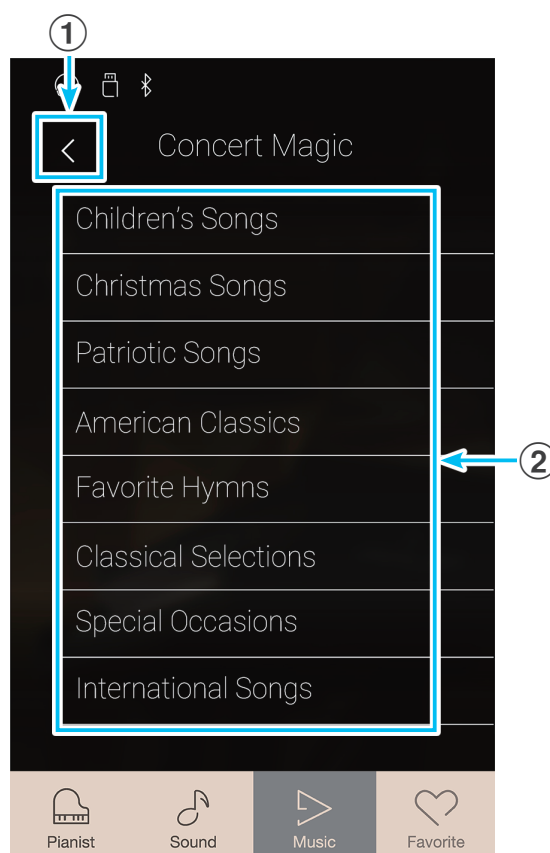 ①
Concert Magic
Children's Songs
Christmas Songs
Patriotic Songs
American Classics
Favorite Hymns
②
Classical Selections
Special Occasions
International Songs
Pianist Sound Music Favorite